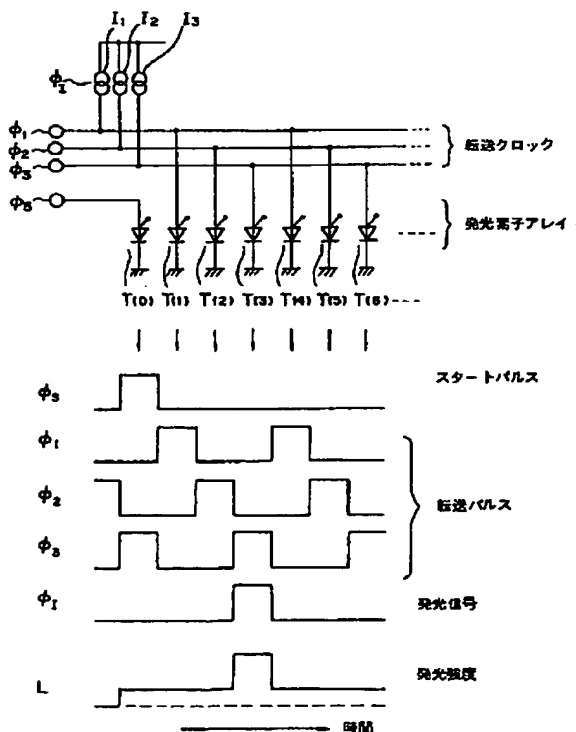 I₁ I₂ I₃
φI
φ₁
φ₂
φ₃
転送クロック
φS
発光素子アレイ
T(0) T(1) T(2) T(3) T(4) T(5) T(6)
φS スタートパルス
φ₁
φ₂
転送パルス
φ₃
φI 発光信号
L 発光強度
時間